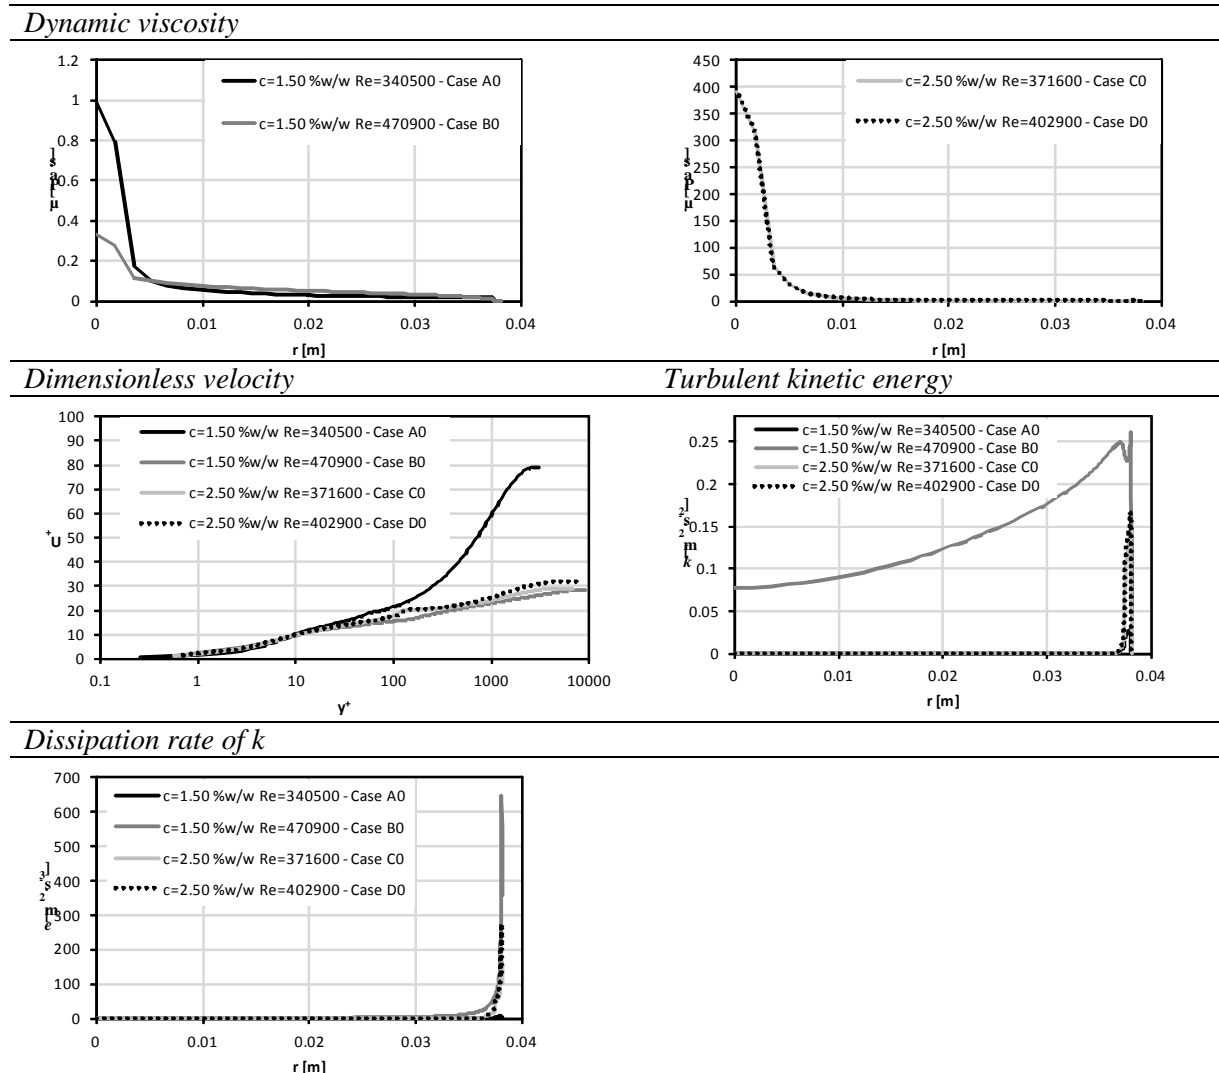 Dynamic viscosity
1.2
1
0.8
0.6
0.4
0.2
0
µ [Pa s]
c=1.50 %w/w Re=340500 - Case A0
c=1.50 %w/w Re=470900 - Case B0
0 0.01 0.02 0.03 0.04
r [m]
450
400
350
300
250
200
150
100
50
0
µ [Pa s]
c=2.50 %w/w Re=371600 - Case C0
c=2.50 %w/w Re=402900 - Case D0
0 0.01 0.02 0.03 0.04
r [m]
Dimensionless velocity
100
90
80
70
60
50
40
30
20
10
0
U+
c=1.50 %w/w Re=340500 - Case A0
c=1.50 %w/w Re=470900 - Case B0
c=2.50 %w/w Re=371600 - Case C0
c=2.50 %w/w Re=402900 - Case D0
0.1 1 10 100 1000 10000
y+
Turbulent kinetic energy
0.25
0.2
0.15
0.1
0.05
0
k [m2 s-2]
c=1.50 %w/w Re=340500 - Case A0
c=1.50 %w/w Re=470900 - Case B0
c=2.50 %w/w Re=371600 - Case C0
c=2.50 %w/w Re=402900 - Case D0
0 0.01 0.02 0.03 0.04
r [m]
Dissipation rate of k
700
600
500
400
300
200
100
0
e [m2 s-3]
c=1.50 %w/w Re=340500 - Case A0
c=1.50 %w/w Re=470900 - Case B0
c=2.50 %w/w Re=371600 - Case C0
c=2.50 %w/w Re=402900 - Case D0
0 0.01 0.02 0.03 0.04
r [m]